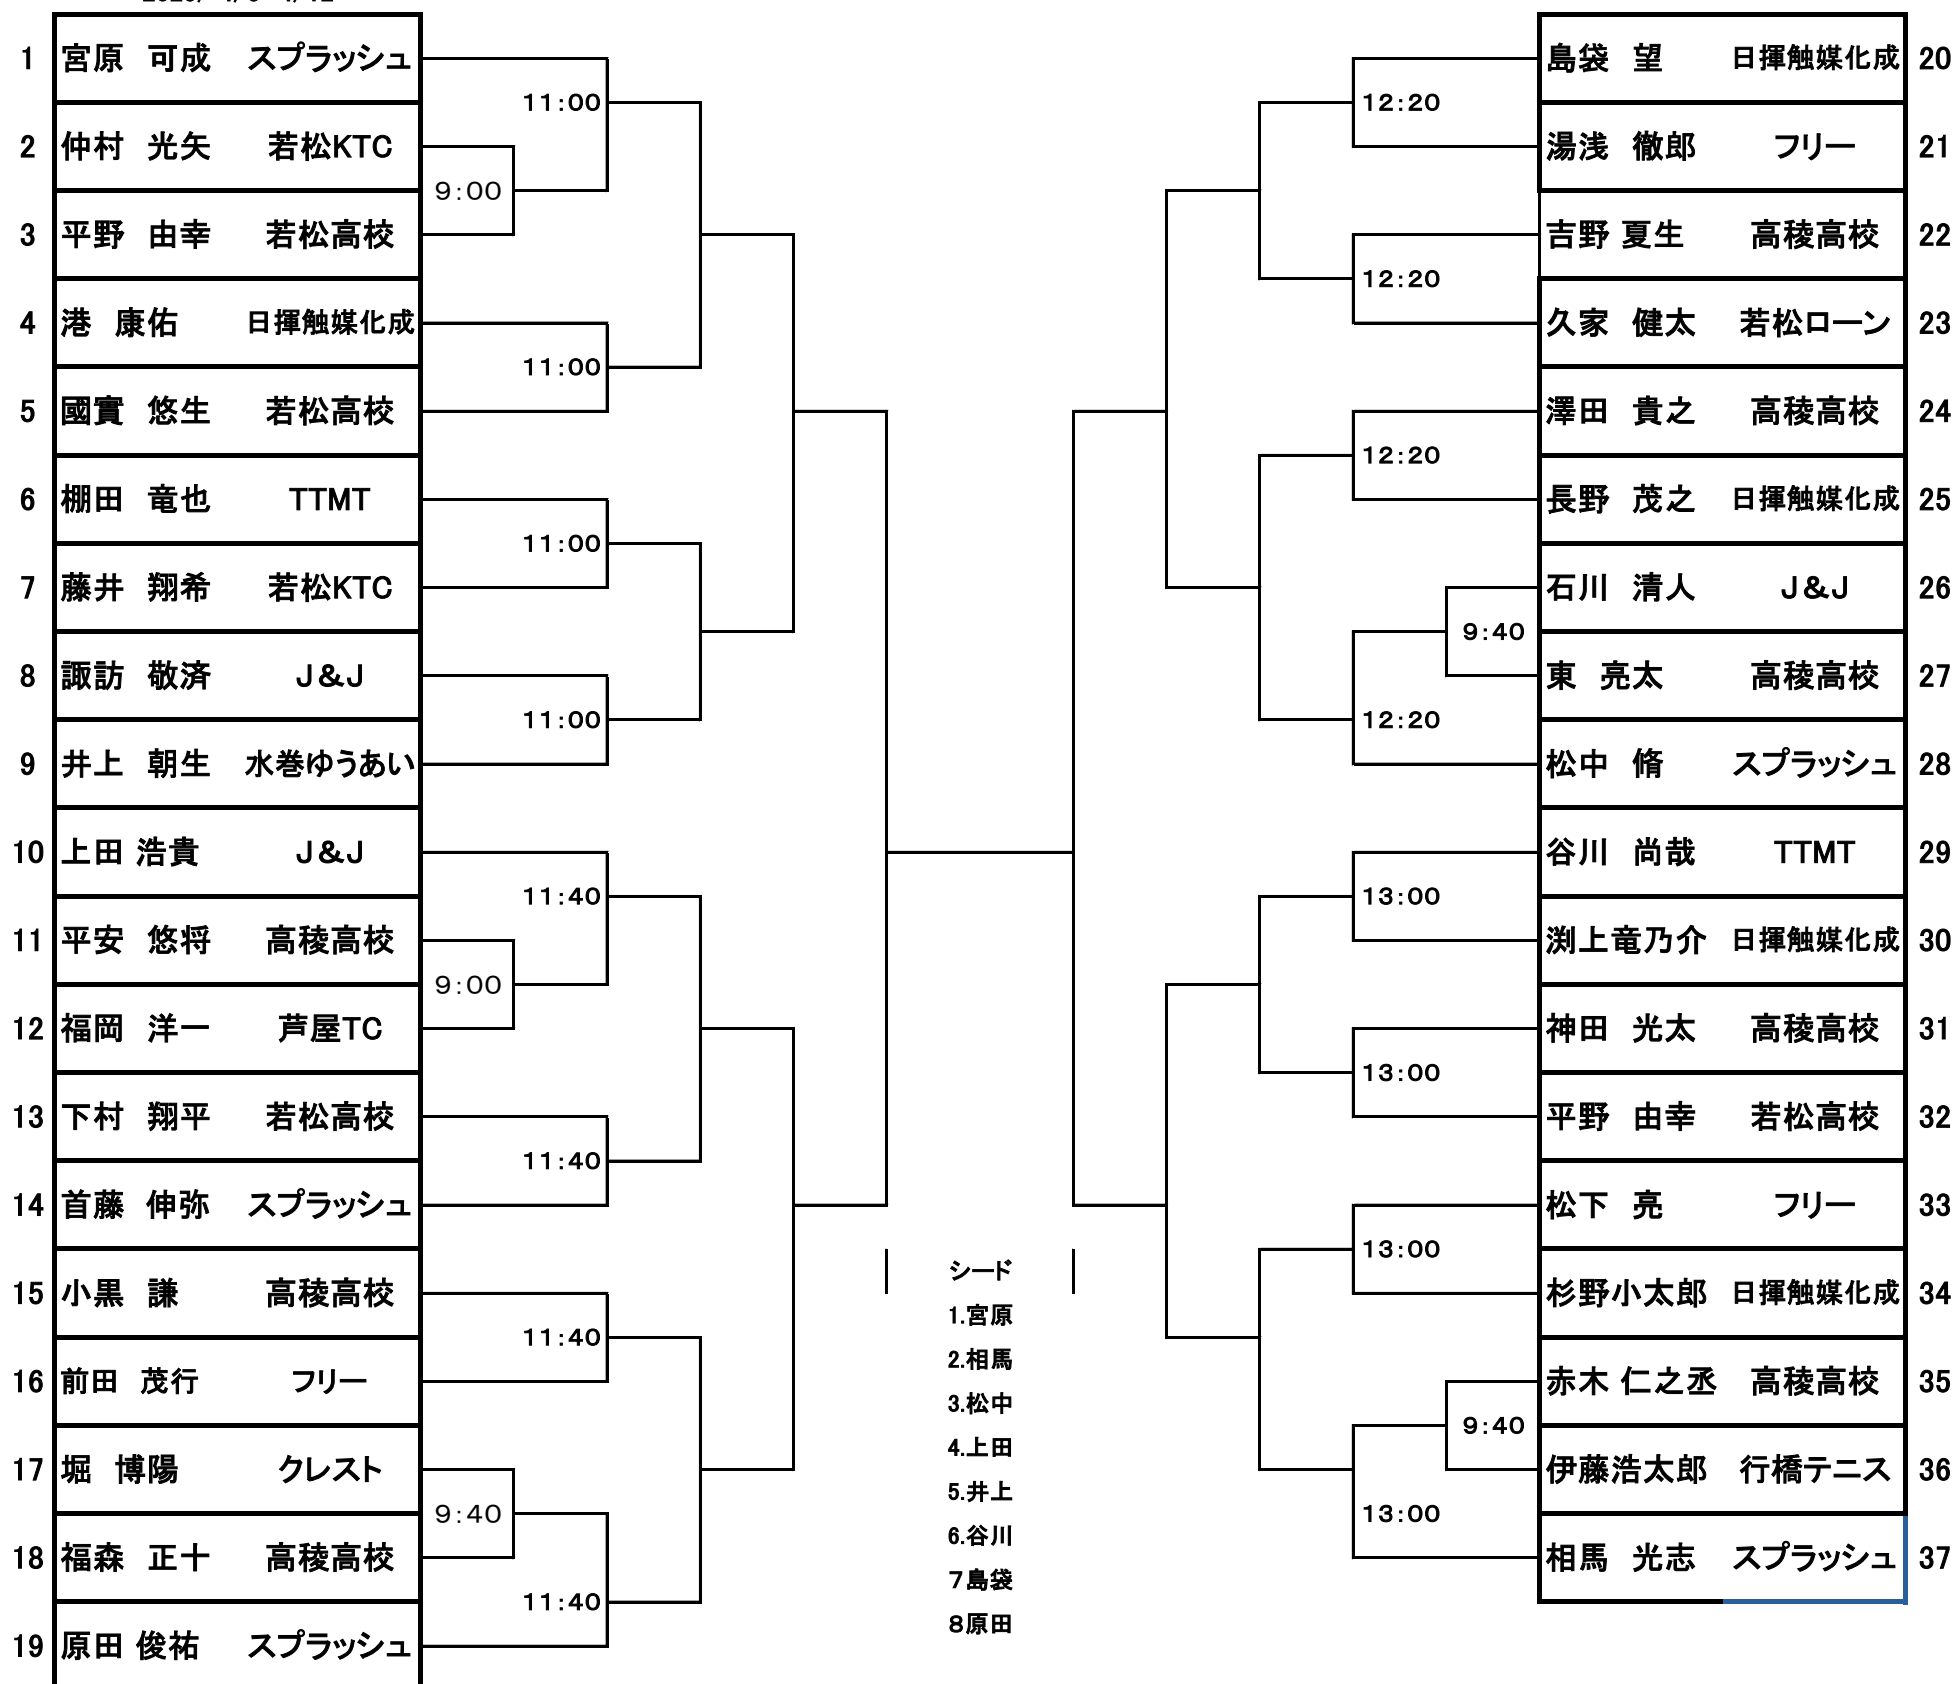 1 宮原 可成 スプラッシュ
11:00
2 仲村 光矢 若松KTC
9:00
3 平野 由幸 若松高校
4 港 康佑 日揮触媒化成
11:00
5 國實 悠生 若松高校
6 棚田 竜也 TTMT
11:00
7 藤井 翔希 若松KTC
8 諏訪 敬済 J&J
11:00
9 井上 朝生 水巻ゆうあい
10 上田 浩貴 J&J
11:40
11 平安 悠将 高稜高校
9:00
12 福岡 洋一 芦屋TC
13 下村 翔平 若松高校
11:40
14 首藤 伸弥 スプラッシュ
15 小黒 謙 高稜高校
11:40
16 前田 茂行 フリー
17 堀 博陽 クレスト
9:40
18 福森 正十 高稜高校
11:40
19 原田 俊祐 スプラッシュ
シード
1.宮原
2.相馬
3.松中
4.上田
5.井上
6.谷川
7島袋
8原田
島袋 望 日揮触媒化成 20
12:20
湯浅 徹郎 フリー 21
吉野 夏生 高稜高校 22
12:20
久家 健太 若松ローン 23
澤田 貴之 高稜高校 24
12:20
長野 茂之 日揮触媒化成 25
石川 清人 J&J 26
9:40
東 亮太 高稜高校 27
12:20
松中 脩 スプラッシュ 28
谷川 尚哉 TTMT 29
13:00
渕上竜乃介 日揮触媒化成 30
神田 光太 高稜高校 31
13:00
平野 由幸 若松高校 32
松下 亮 フリー 33
13:00
杉野小太郎 日揮触媒化成 34
赤木 仁之丞 高稜高校 35
9:40
伊藤浩太郎 行橋テニス 36
13:00
相馬 光志 スプラッシュ 37